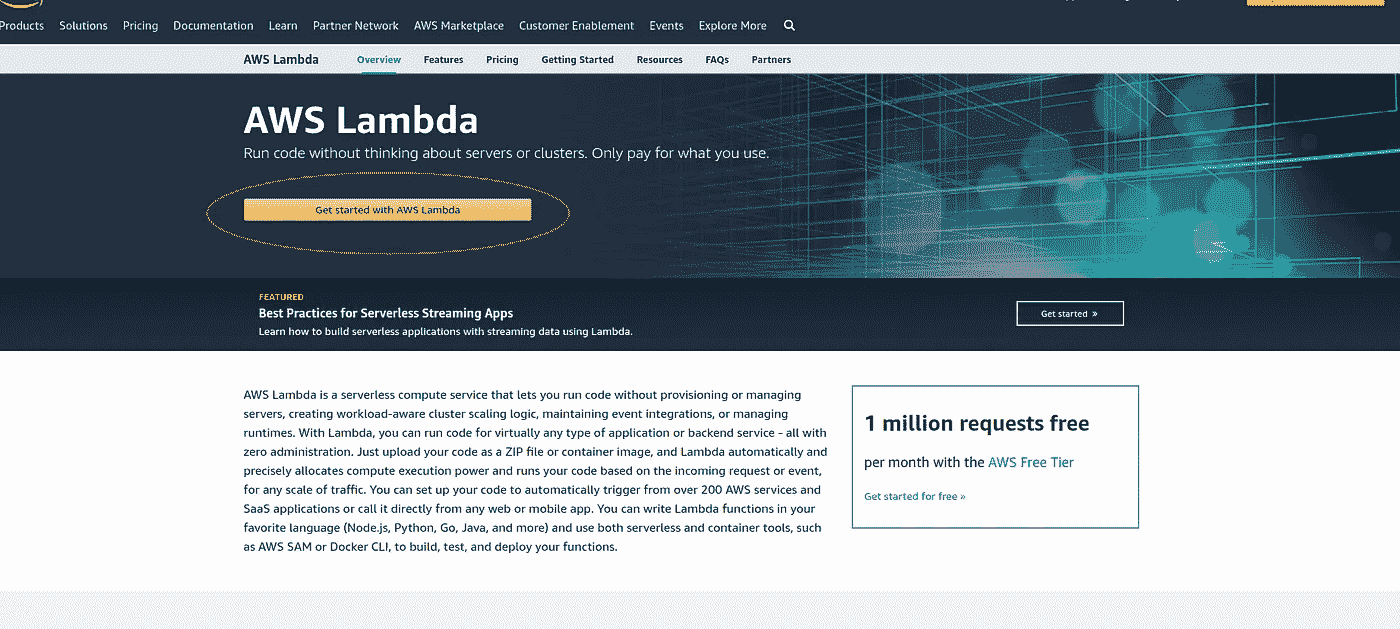 Products Solutions Pricing Documentation Learn Partner Network AWS Marketplace Customer Enablement Events Explore More
AWS Lambda Overview Features Pricing Getting Started Resources FAQs Partners
AWS Lambda
Run code without thinking about servers or clusters. Only pay for what you use.
Get started with AWS Lambda
FEATURED
Best Practices for Serverless Streaming Apps
Learn how to build serverless applications with streaming data using Lambda.
Get started »
AWS Lambda is a serverless compute service that lets you run code without provisioning or managing
servers, creating workload-aware cluster scaling logic, maintaining event integrations, or managing
runtimes. With Lambda, you can run code for virtually any type of application or backend service - all with
zero administration. Just upload your code as a ZIP file or container image, and Lambda automatically and
precisely allocates compute execution power and runs your code based on the incoming request or event,
for any scale of traffic. You can set up your code to automatically trigger from over 200 AWS services and
SaaS applications or call it directly from any web or mobile app. You can write Lambda functions in your
favorite language (Node.js, Python, Go, Java, and more) and use both serverless and container tools, such
as AWS SAM or Docker CLI, to build, test, and deploy your functions.
1 million requests free
per month with the AWS Free Tier
Get started for free »